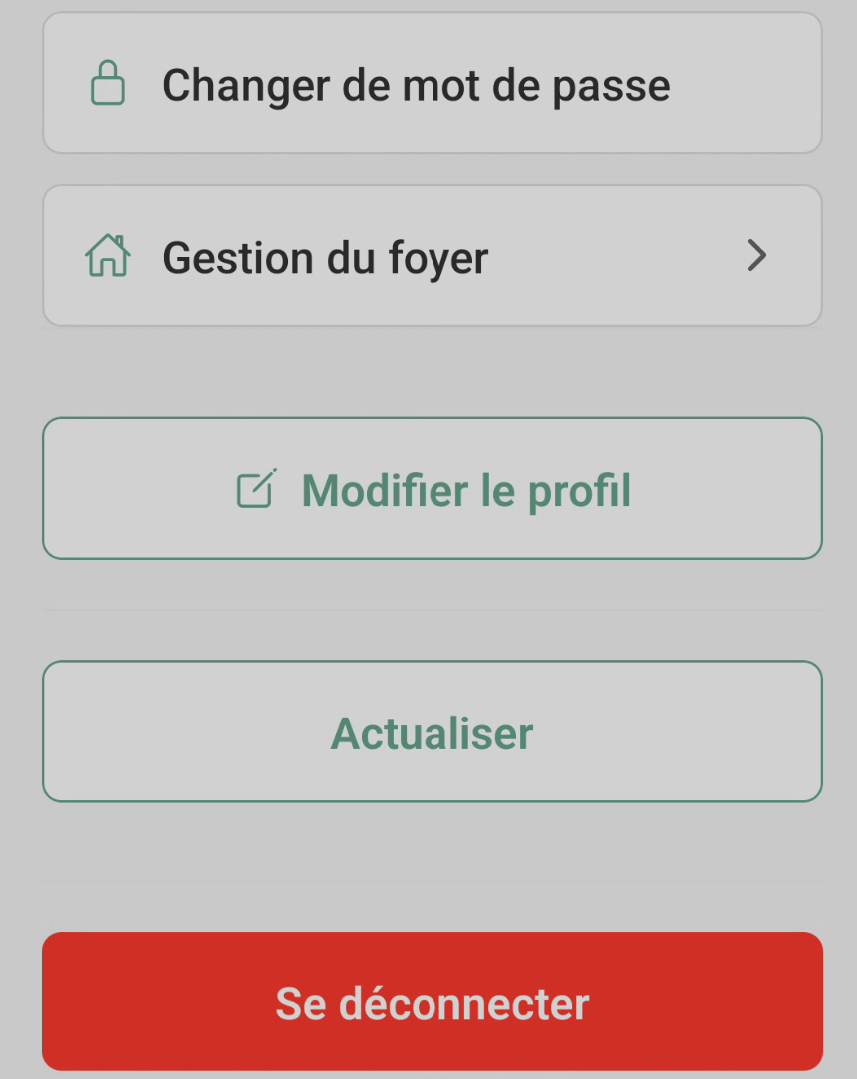 Changer de mot de passe
Gestion du foyer
Modifier le profil
Actualiser
Se déconnecter